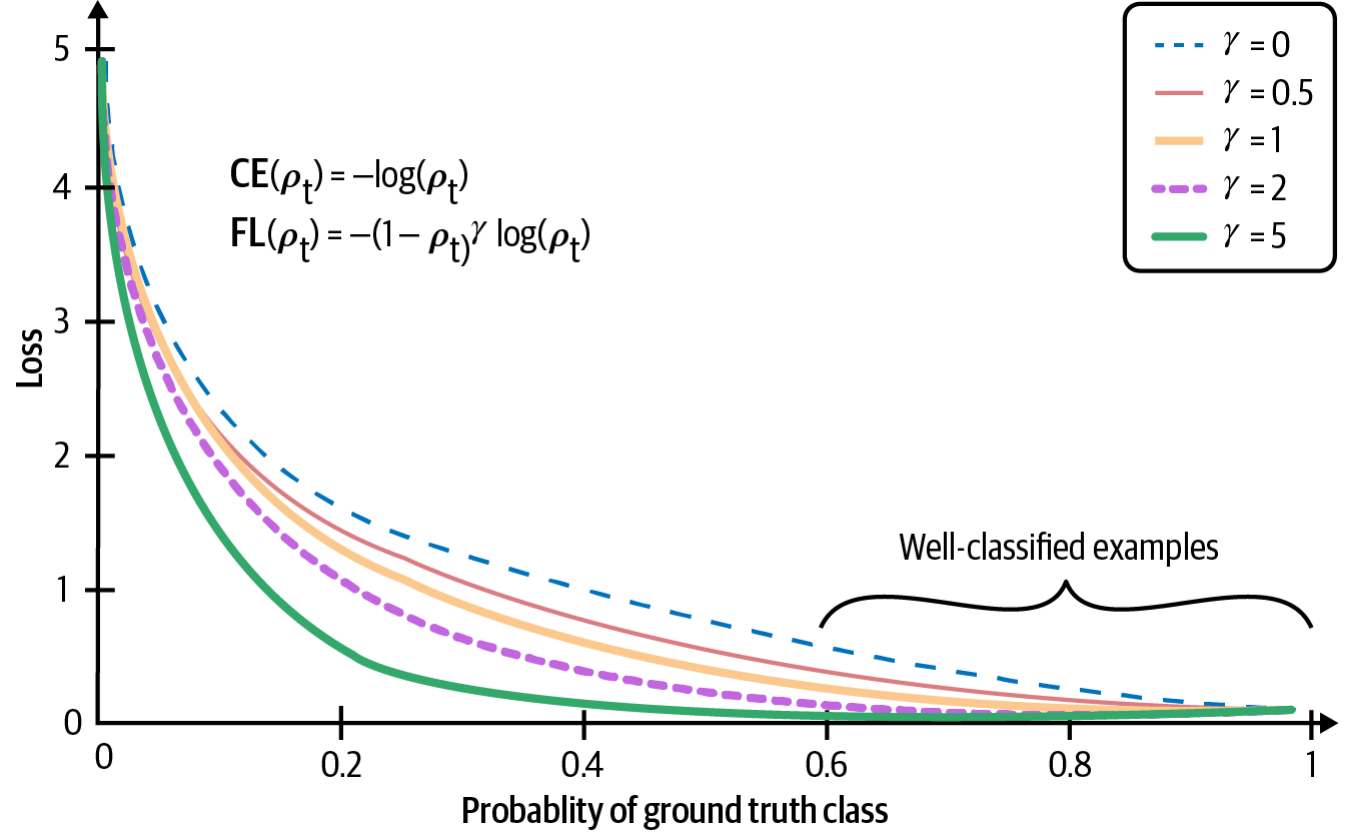 5
4
3
2
1
0
Loss
CE(ρt) = –log(ρt)
FL(ρt) = –(1– ρt)γ log(ρt)
γ = 0
γ = 0.5
γ = 1
γ = 2
γ = 5
Well-classified examples
0 0.2 0.4 0.6 0.8 1
Probablity of ground truth class